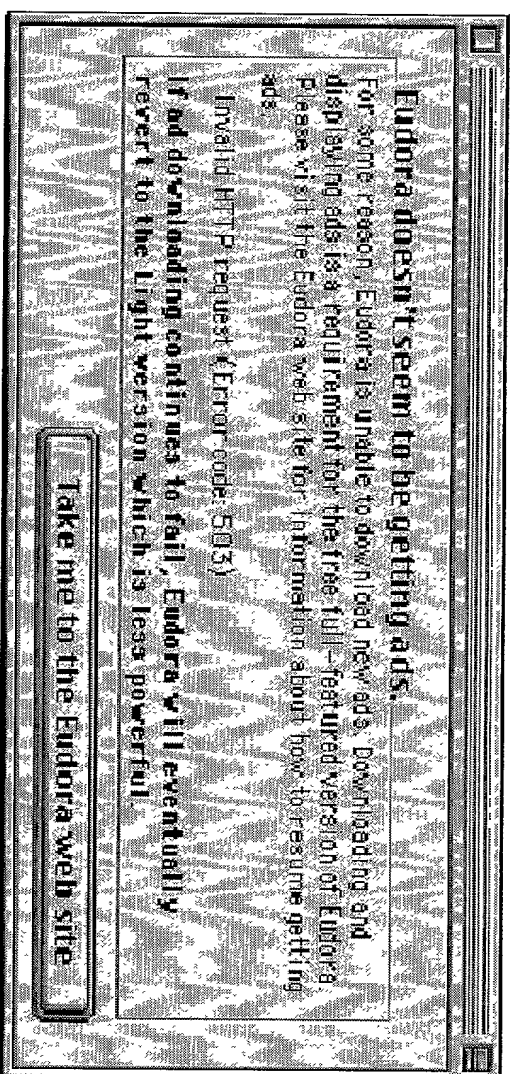 Eudora doesn't seem to be getting ads.
For some reason, Eudora is unable to download new ads. Downloading and
displaying ads is a requirement for the free full-featured version of Eudora.
Please visit the Eudora web site for information about how to resume getting
ads.
Invalid HTTP request (Error code: 503)
If ad downloading continues to fail, Eudora will eventually
revert to the Light version which is less powerful.
Take me to the Eudora web site